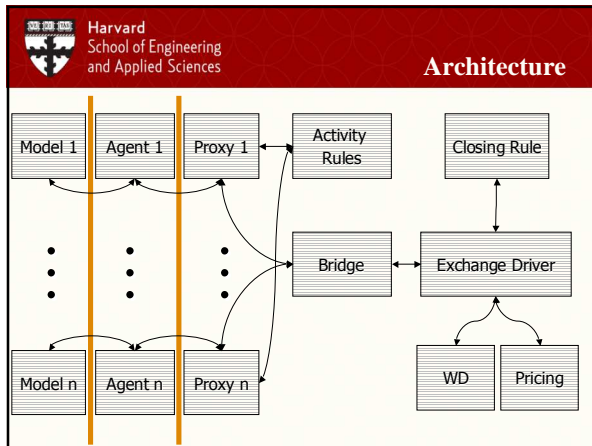 Harvard
School of Engineering
and Applied Sciences
Architecture
Model 1
Agent 1
Proxy 1
Activity
Rules
Closing Rule
Bridge
Exchange Driver
Model n
Agent n
Proxy n
WD
Pricing